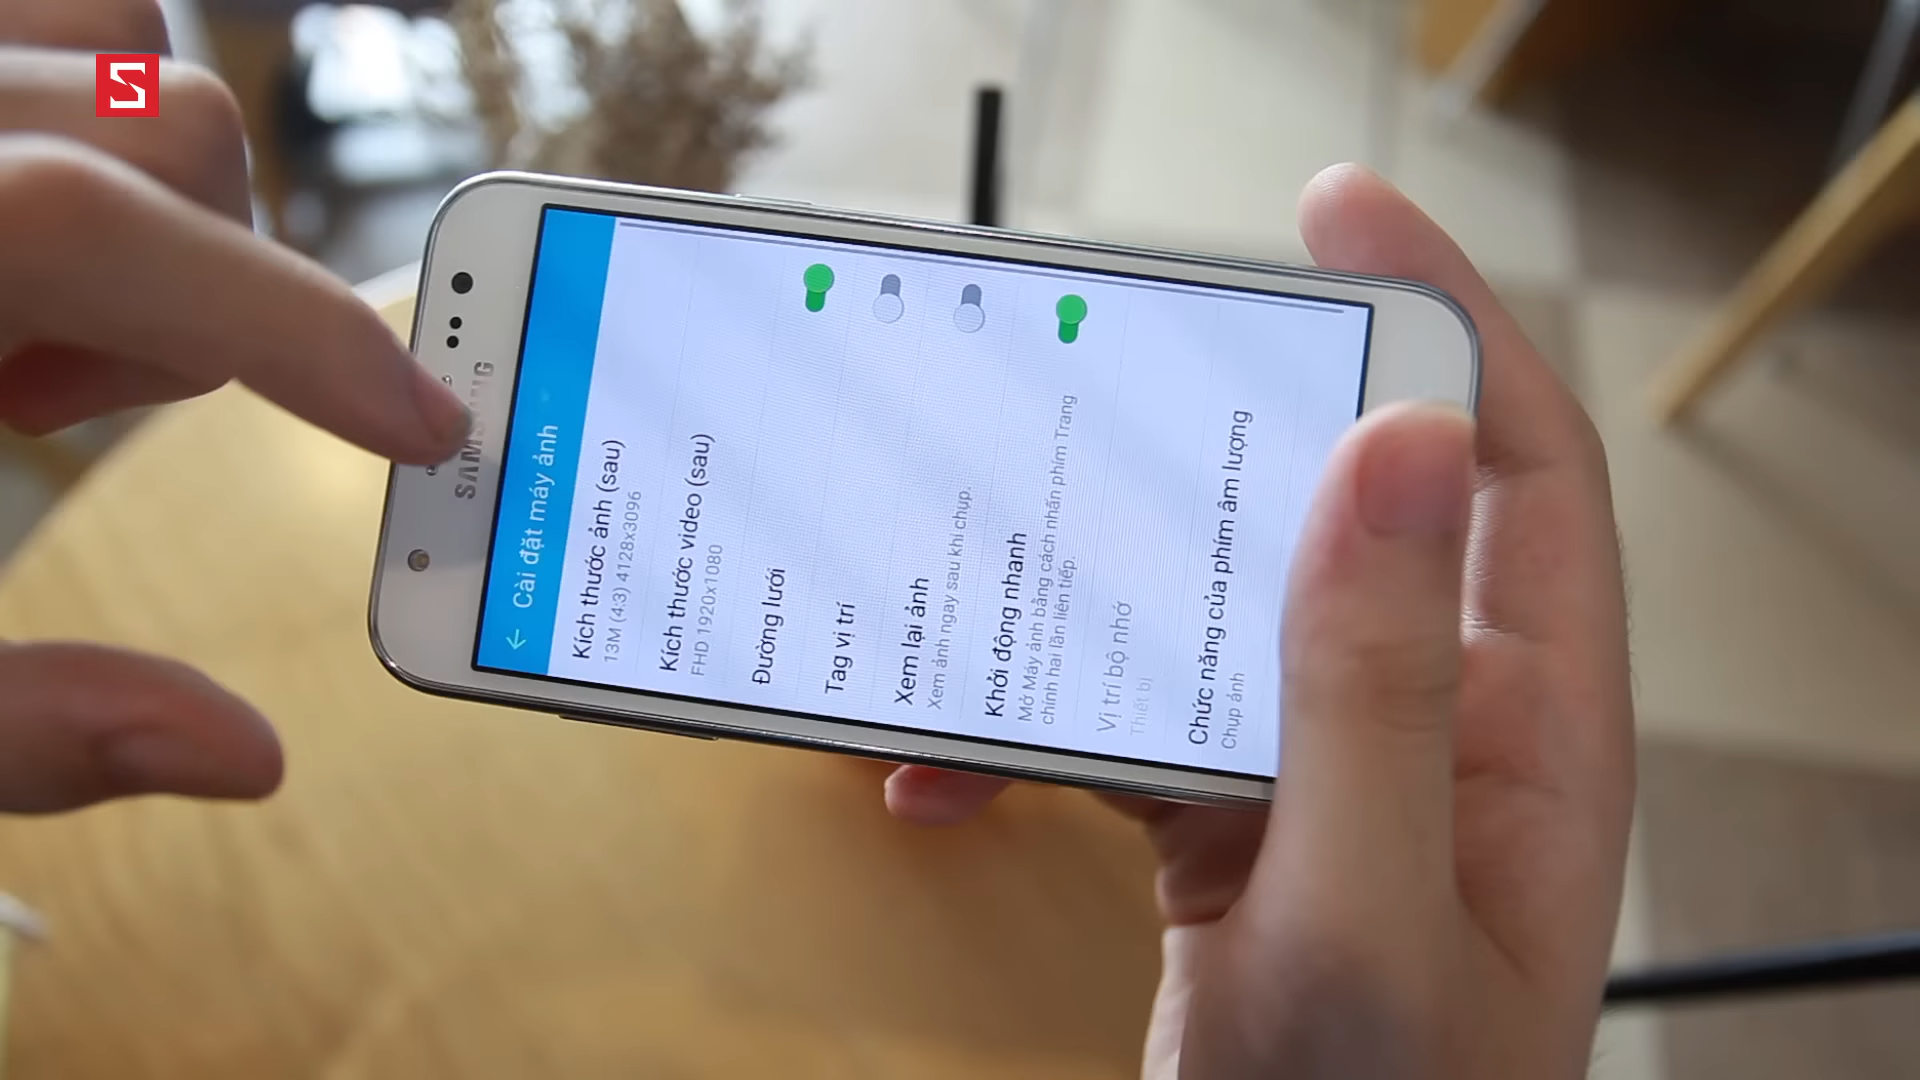 SAMSUNG
Cài đặt máy ảnh
Kích thước ảnh (sau)
13M (4:3) 4128x3096
Kích thước video (sau)
FHD 1920x1080
Đường lưới
Tag vị trí
Xem lại ảnh
Xem ảnh ngay sau khi chụp.
Khởi động nhanh
Mở Máy ảnh bằng cách nhấn phím Trang
chính hai lần liên tiếp.
Vị trí bộ nhớ
Thiết bị
Chức năng của phím âm lượng
Chụp ảnh